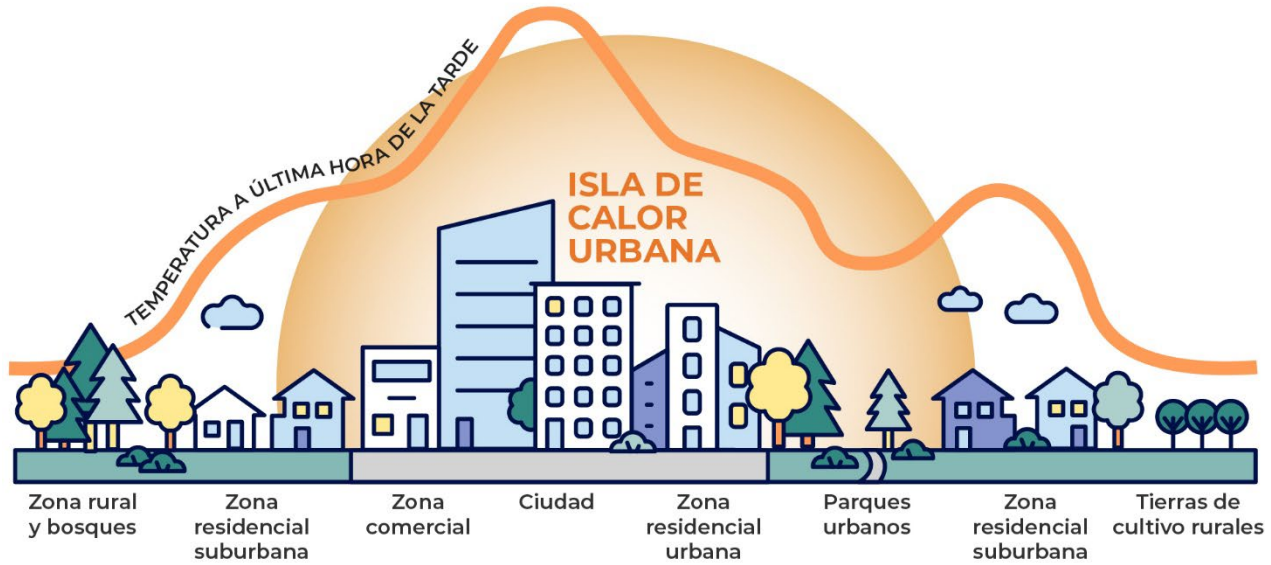 TEMPERATURA A ÚLTIMA HORA DE LA TARDE
ISLA DE
CALOR
URBANA
Zona rural
y bosques
Zona
residencial
suburbana
Zona
comercial
Ciudad
Zona
residencial
urbana
Parques
urbanos
Zona
residencial
suburbana
Tierras de
cultivo rurales